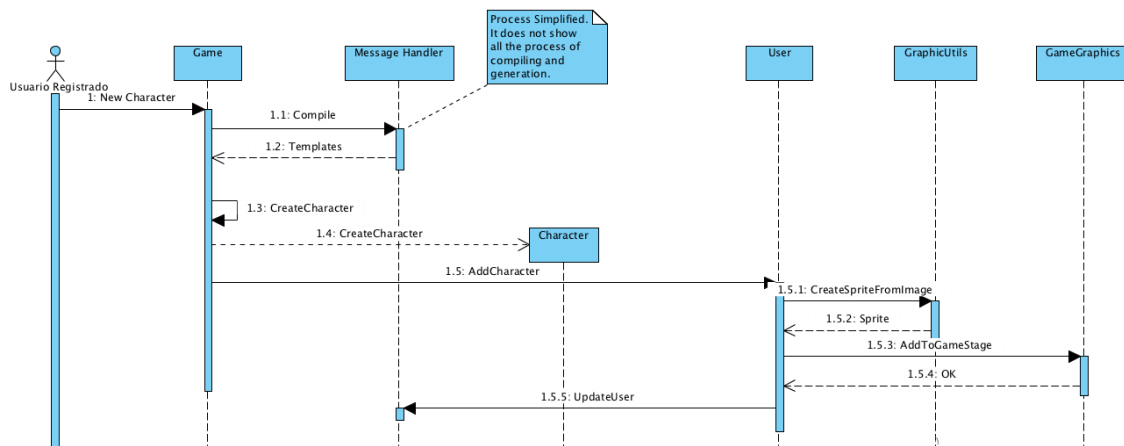 Process Simplified.
It does not show
all the process of
compiling and
generation.
Game
Message Handler
User
GraphicUtils
GameGraphics
Usuario Registrado
1: New Character
1.1: Compile
1.2: Templates
1.3: CreateCharacter
1.4: CreateCharacter
Character
1.5: AddCharacter
1.5.1: CreateSpriteFromImage
1.5.2: Sprite
1.5.3: AddToGameStage
1.5.4: OK
1.5.5: UpdateUser